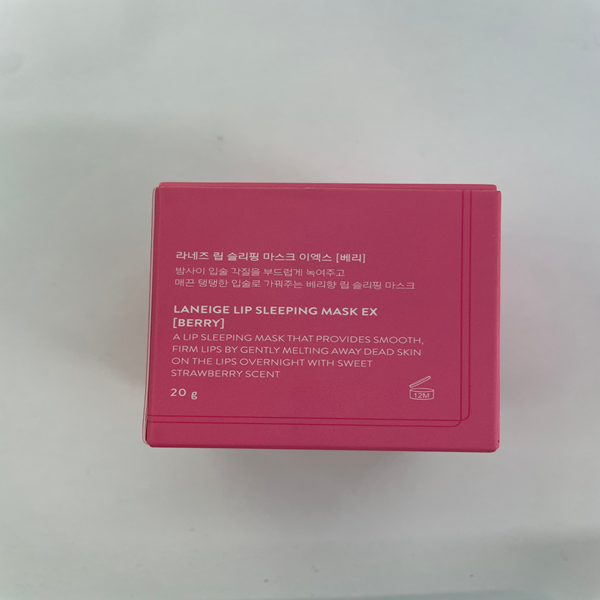 라네즈 립 슬리핑 마스크 이엑스 [베리]
밤사이 입술 각질을 부드럽게 녹여주고
매끈 탱탱한 입술로 가꿔주는 베리향 립 슬리핑 마스크
LANEIGE LIP SLEEPING MASK EX
[BERRY]
A LIP SLEEPING MASK THAT PROVIDES SMOOTH,
FIRM LIPS BY GENTLY MELTING AWAY DEAD SKIN
ON THE LIPS OVERNIGHT WITH SWEET
STRAWBERRY SCENT
20 g
12M